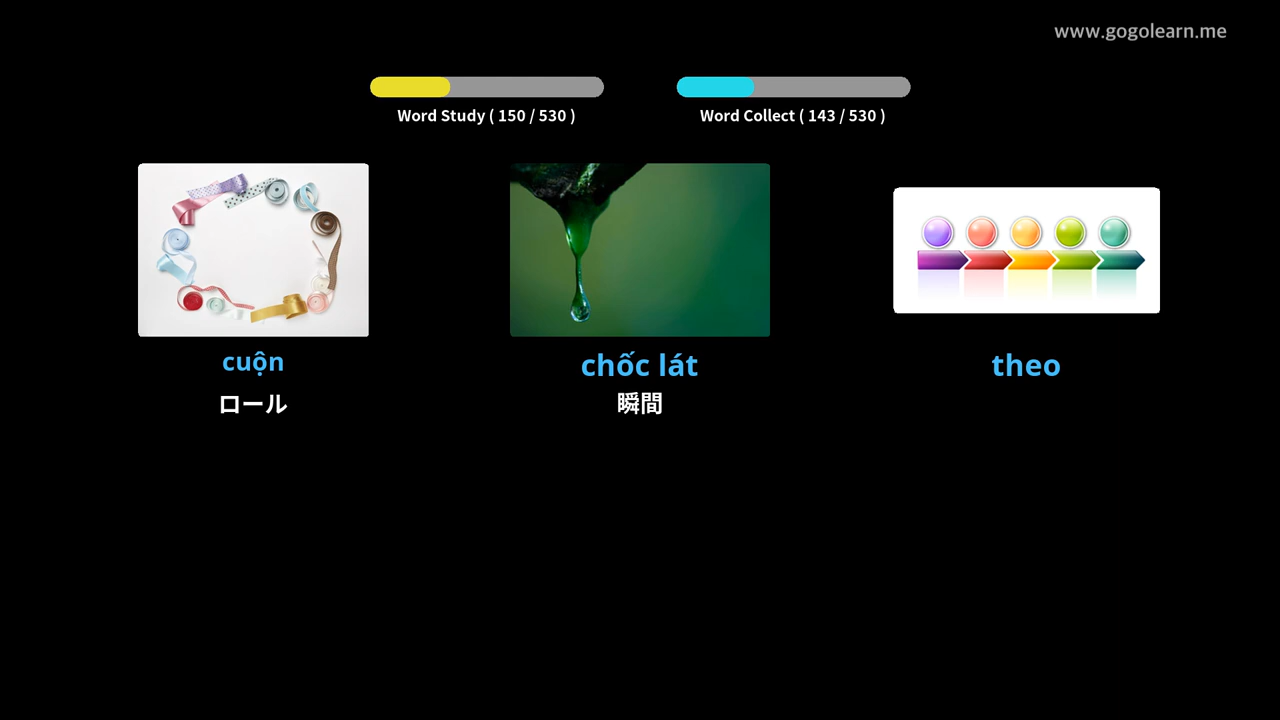 www.gogolearn.me
Word Study ( 150 / 530 )
Word Collect ( 143 / 530 )
cuộn
chốc lát
theo
ロール
瞬間